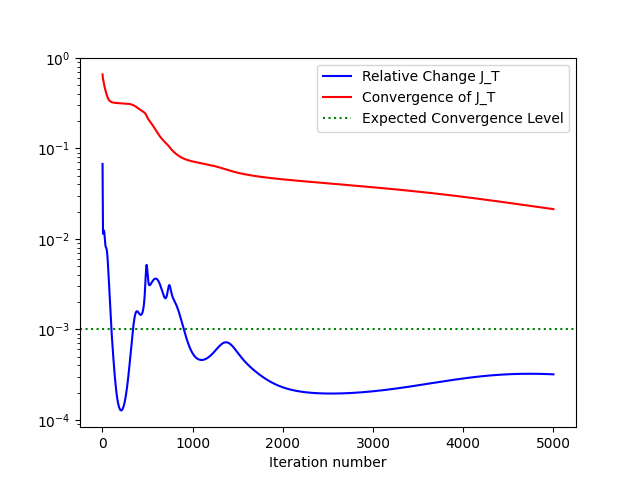 10^0
10^-1
10^-2
10^-3
10^-4
Relative Change J_T
Convergence of J_T
Expected Convergence Level
0 1000 2000 3000 4000 5000
Iteration number